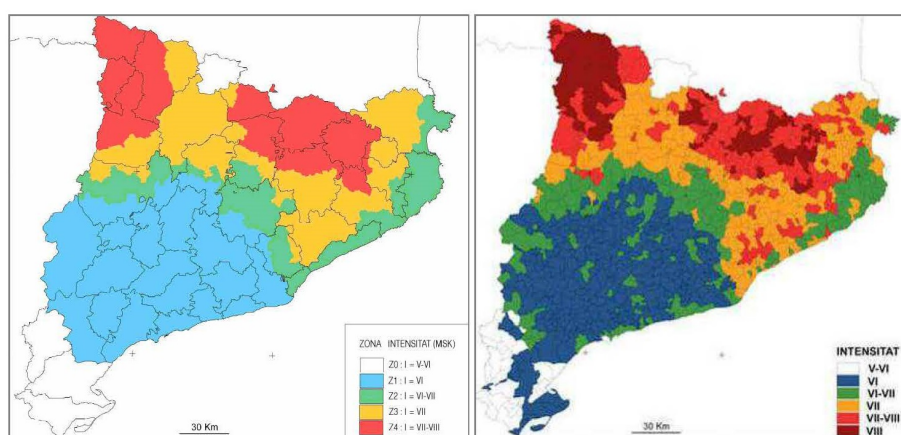 ZONA INTENSITAT (MSK)
Z0 : I = V-VI
Z1 : I = VI
Z2 : I = VI-VII
Z3 : I = VII
Z4 : I = VII-VIII
30 Km
INTENSITAT
V-VI
VI
VI-VII
VII
VII-VIII
VIII
30 Km